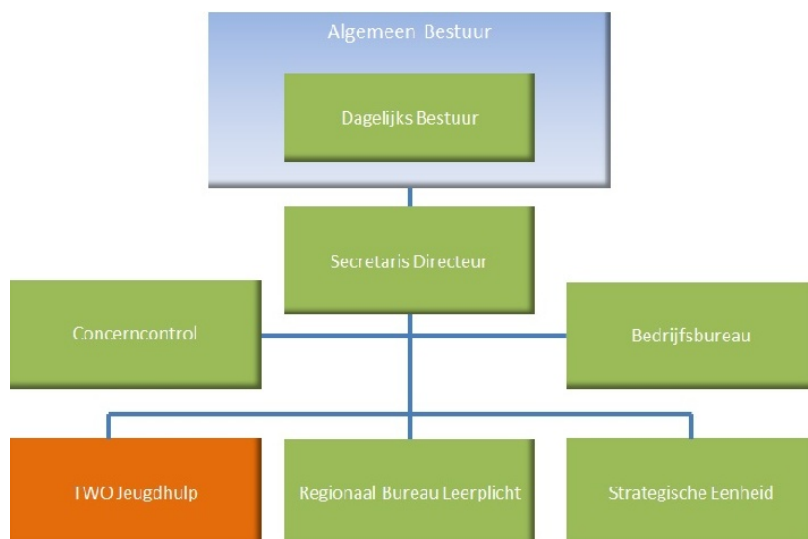 Algemeen Bestuur
Dagelijks Bestuur
Secretaris Directeur
Concerncontrol
Bedrijfsbureau
TWO Jeugdhulp
Regionaal Bureau Leerplicht
Strategische Eenheid